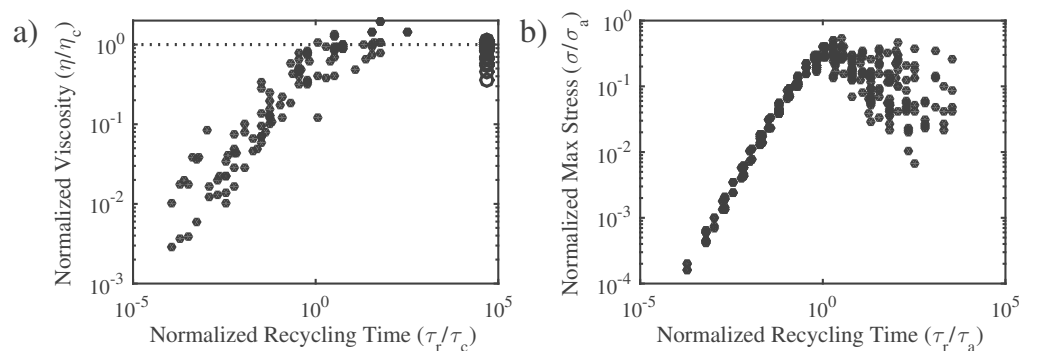 a)
Normalized Viscosity (η/η_c)
10^0
10^-1
10^-2
10^-3
10^-5
10^0
10^5
Normalized Recycling Time (τ_r/τ_c)
b)
Normalized Max Stress (σ/σ_a)
10^0
10^-1
10^-2
10^-3
10^-4
10^-5
10^0
10^5
Normalized Recycling Time (τ_r/τ_a)